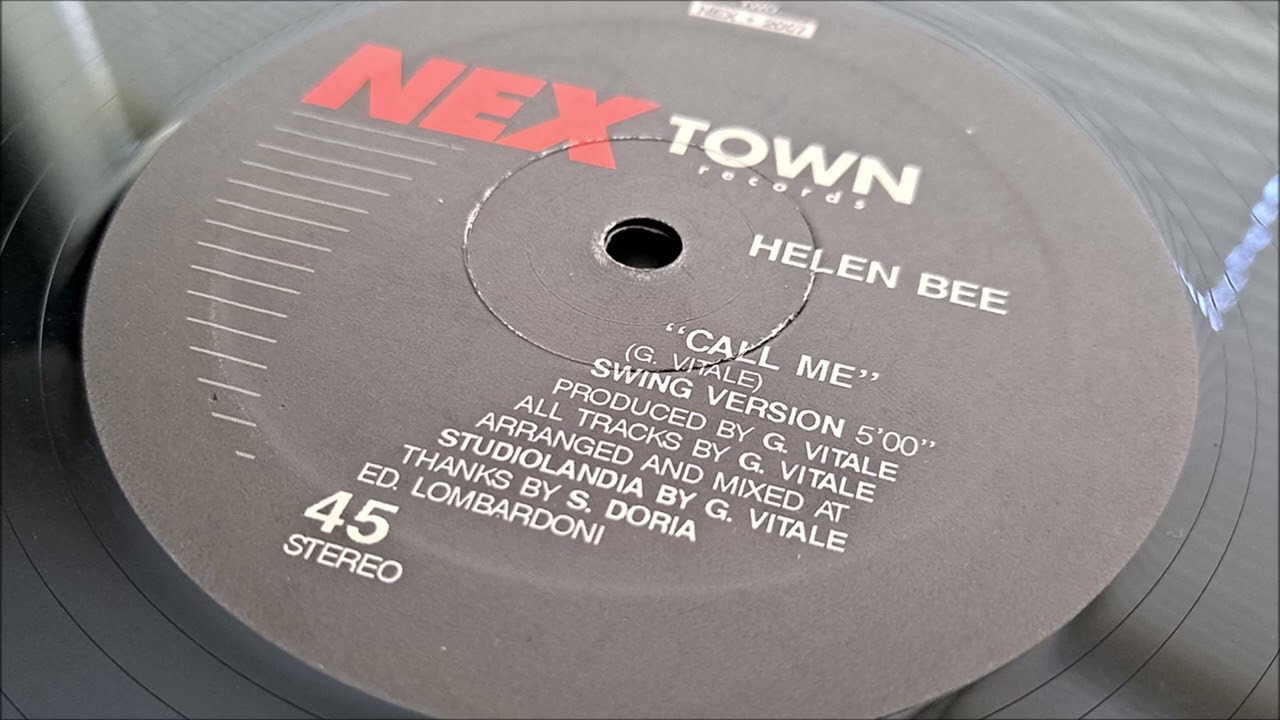 NEX TOWN
records
HELEN BEE
“CALL ME”
(G. VITALE)
SWING VERSION 5’00”
PRODUCED BY G. VITALE
ALL TRACKS BY G. VITALE
ARRANGED AND MIXED AT
STUDIOLANDIA BY G. VITALE
THANKS BY S. DORIA
ED. LOMBARDONI
45
STEREO